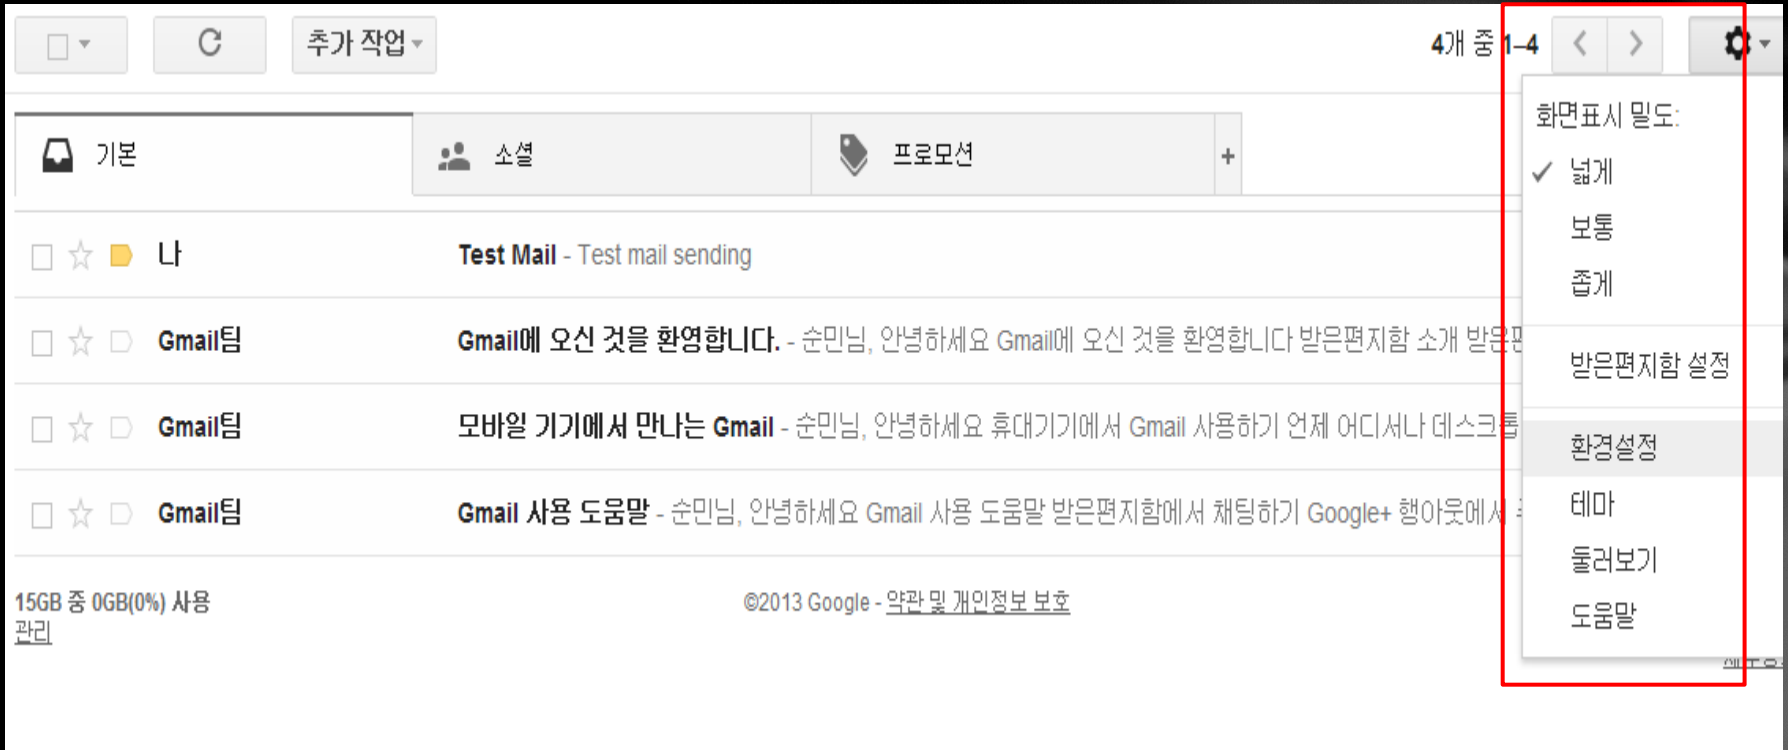 추가 작업
4개 중 1–4
화면표시 밀도:
넓게
보통
좁게
받은편지함 설정
환경설정
테마
둘러보기
도움말
기본
소셜
프로모션
+
나 Test Mail - Test mail sending
Gmail팀 Gmail에 오신 것을 환영합니다. - 순민님, 안녕하세요 Gmail에 오신 것을 환영합니다 받은편지함 소개
Gmail팀 모바일 기기에서 만나는 Gmail - 순민님, 안녕하세요 휴대기기에서 Gmail 사용하기 언제 어디서나 데스크톱
Gmail팀 Gmail 사용 도움말 - 순민님, 안녕하세요 Gmail 사용 도움말 받은편지함에서 채팅하기 Google+ 행아웃에서
15GB 중 0GB(0%) 사용
관리
©2013 Google - 약관 및 개인정보 보호